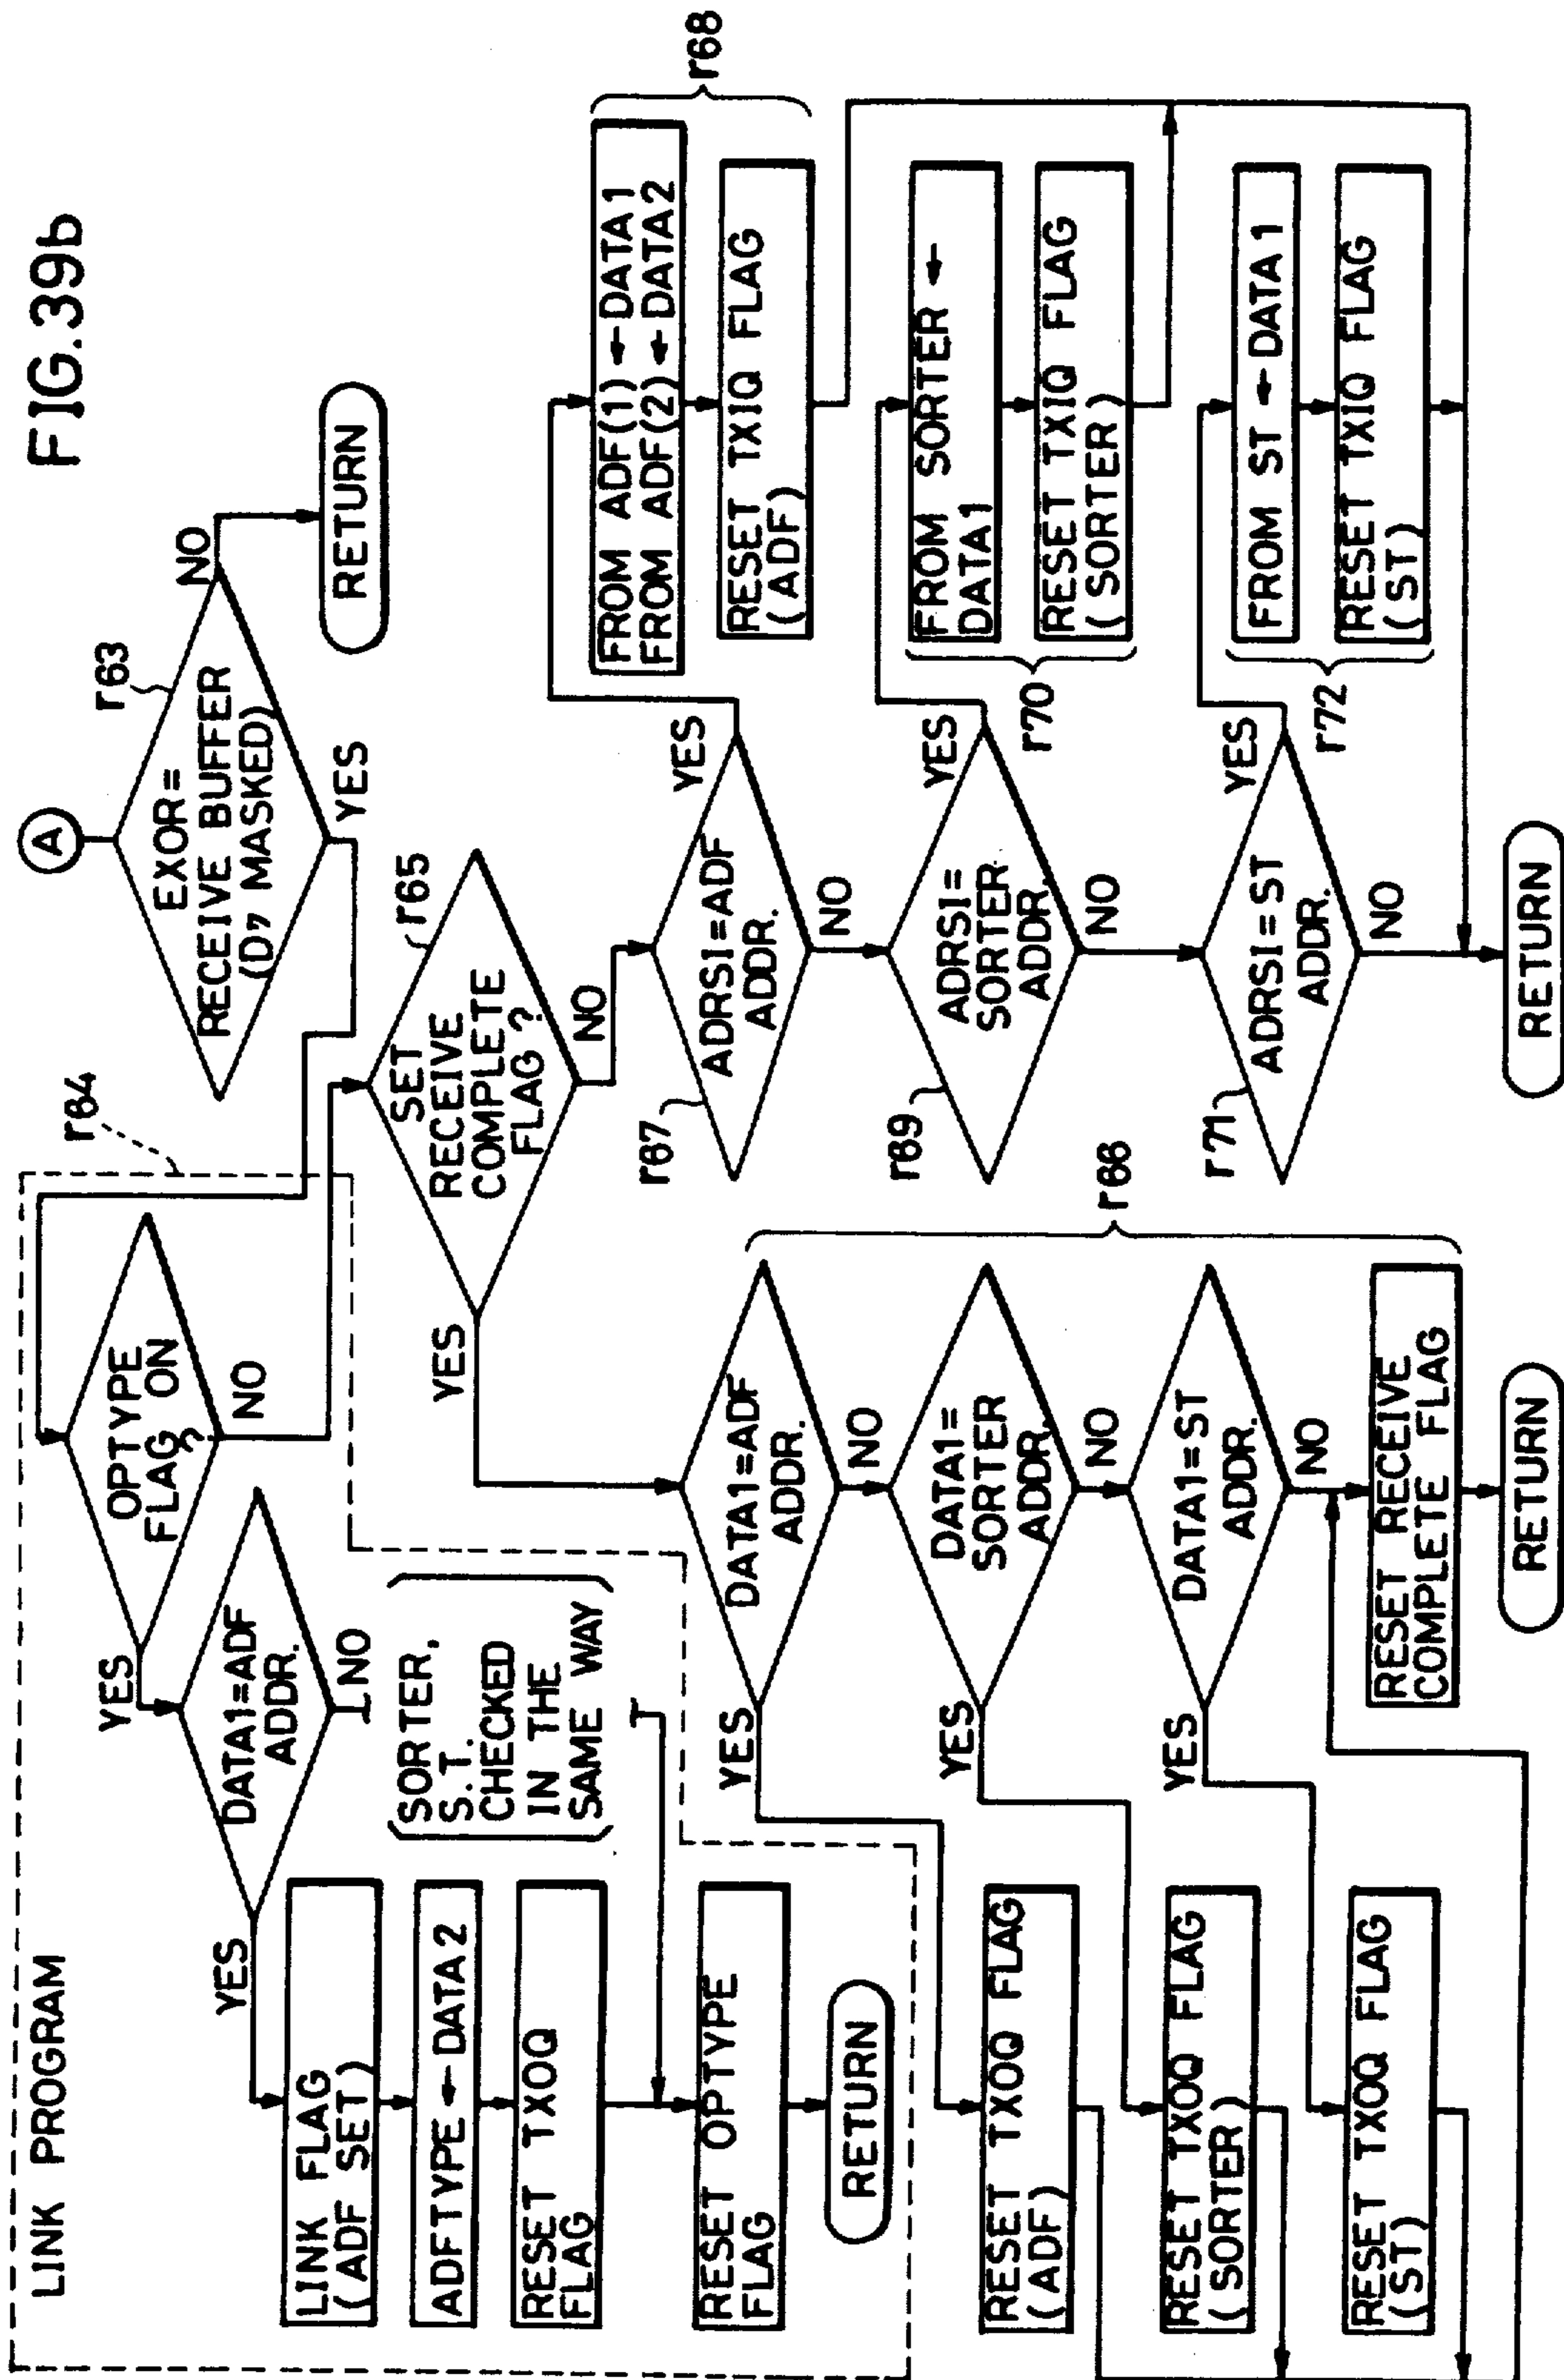 FIG.39b
A
r63
EXOR=
RECEIVE BUFFER
(D7 MASKED)
NO
RETURN
YES
r64
LINK PROGRAM
OPTYPE
FLAG ON
?
YES
NO
DATA1=ADF
ADDR.
YES
NO
LINK FLAG
(ADF SET)
ADFTYPE←DATA2
RESET TXOQ
FLAG
(SORTER,
S.T.
CHECKED
IN THE
SAME WAY)
RESET OPTYPE
FLAG
RETURN
r65
SET
RECEIVE
COMPLETE
FLAG?
YES
NO
r66
DATA1=ADF
ADDR.
YES
NO
DATA1=
SORTER
ADDR.
YES
NO
DATA1=ST
ADDR.
YES
NO
RESET TXOQ FLAG
(ADF)
RESET TXOQ FLAG
(SORTER)
RESET TXOQ FLAG
(ST)
RESET RECEIVE
COMPLETE FLAG
RETURN
r67
ADRSI=ADF
ADDR.
YES
NO
r68
FROM ADF(1)←DATA1
FROM ADF(2)←DATA2
RESET TXIQ FLAG
(ADF)
r69
ADRSI=
SORTER
ADDR.
YES
NO
r70
FROM SORTER←
DATA1
RESET TXIQ FLAG
(SORTER)
r71
ADRSI=ST
ADDR.
YES
NO
r72
FROM ST←DATA1
RESET TXIQ FLAG
(ST)
RETURN